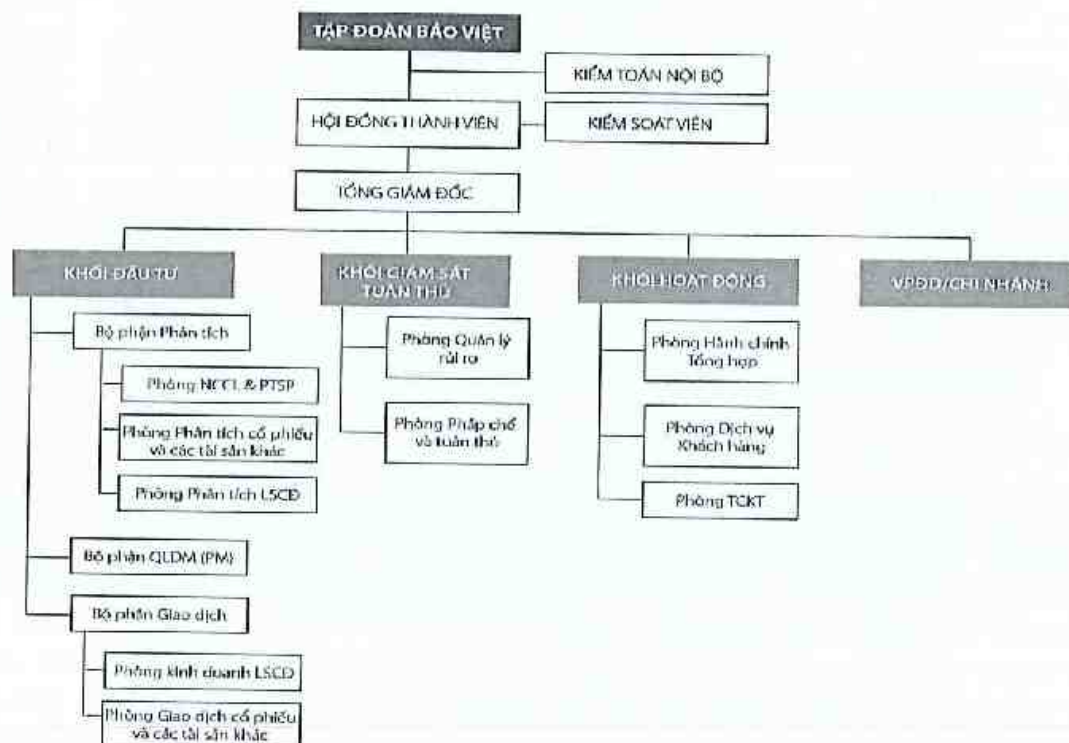 TẬP ĐOÀN BẢO VIỆT
KIỂM TOÁN NỘI BỘ
HỘI ĐỒNG THÀNH VIÊN
KIỂM SOÁT VIÊN
TỔNG GIÁM ĐỐC
KHỐI ĐẦU TƯ
Bộ phận Phân tích
Phòng NCCL & PTSP
Phòng Phân tích cổ phiếu
và các tài sản khác
Phòng Phân tích LSCĐ
Bộ phận QLDM (PM)
Bộ phận Giao dịch
Phòng kinh doanh LSCĐ
Phòng Giao dịch cổ phiếu
và các tài sản khác
KHỐI GIÁM SÁT
TUÂN THỦ
Phòng Quản lý
rủi ro
Phòng Pháp chế
và tuân thủ
KHỐI HOẠT ĐỘNG
Phòng Hành chính
Tổng hợp
Phòng Dịch vụ
Khách hàng
Phòng TCKT
VPĐD/CHI NHÁNH